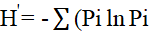 H' = - ∑ (Pi ln Pi